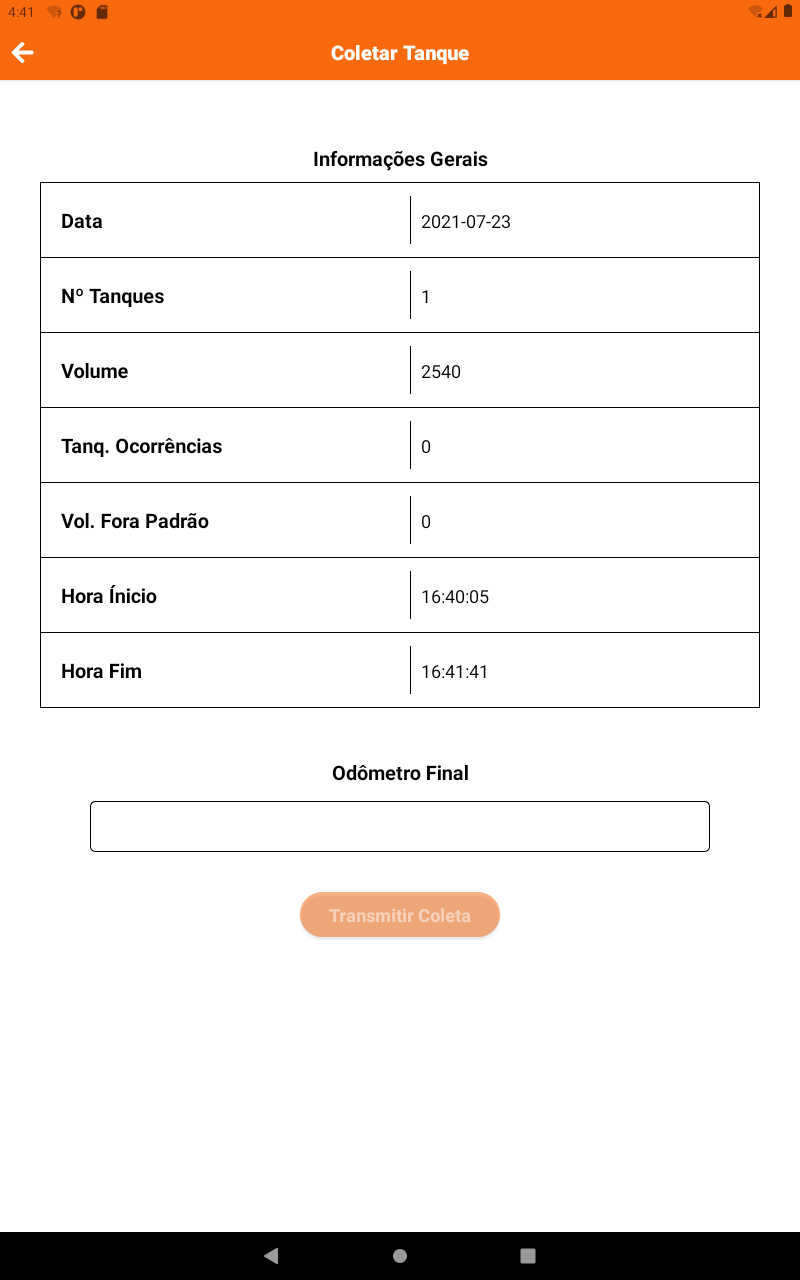 4:41
Coletar Tanque
Informações Gerais
Data 2021-07-23
Nº Tanques 1
Volume 2540
Tanq. Ocorrências 0
Vol. Fora Padrão 0
Hora Ínicio 16:40:05
Hora Fim 16:41:41
Odômetro Final
Transmitir Coleta